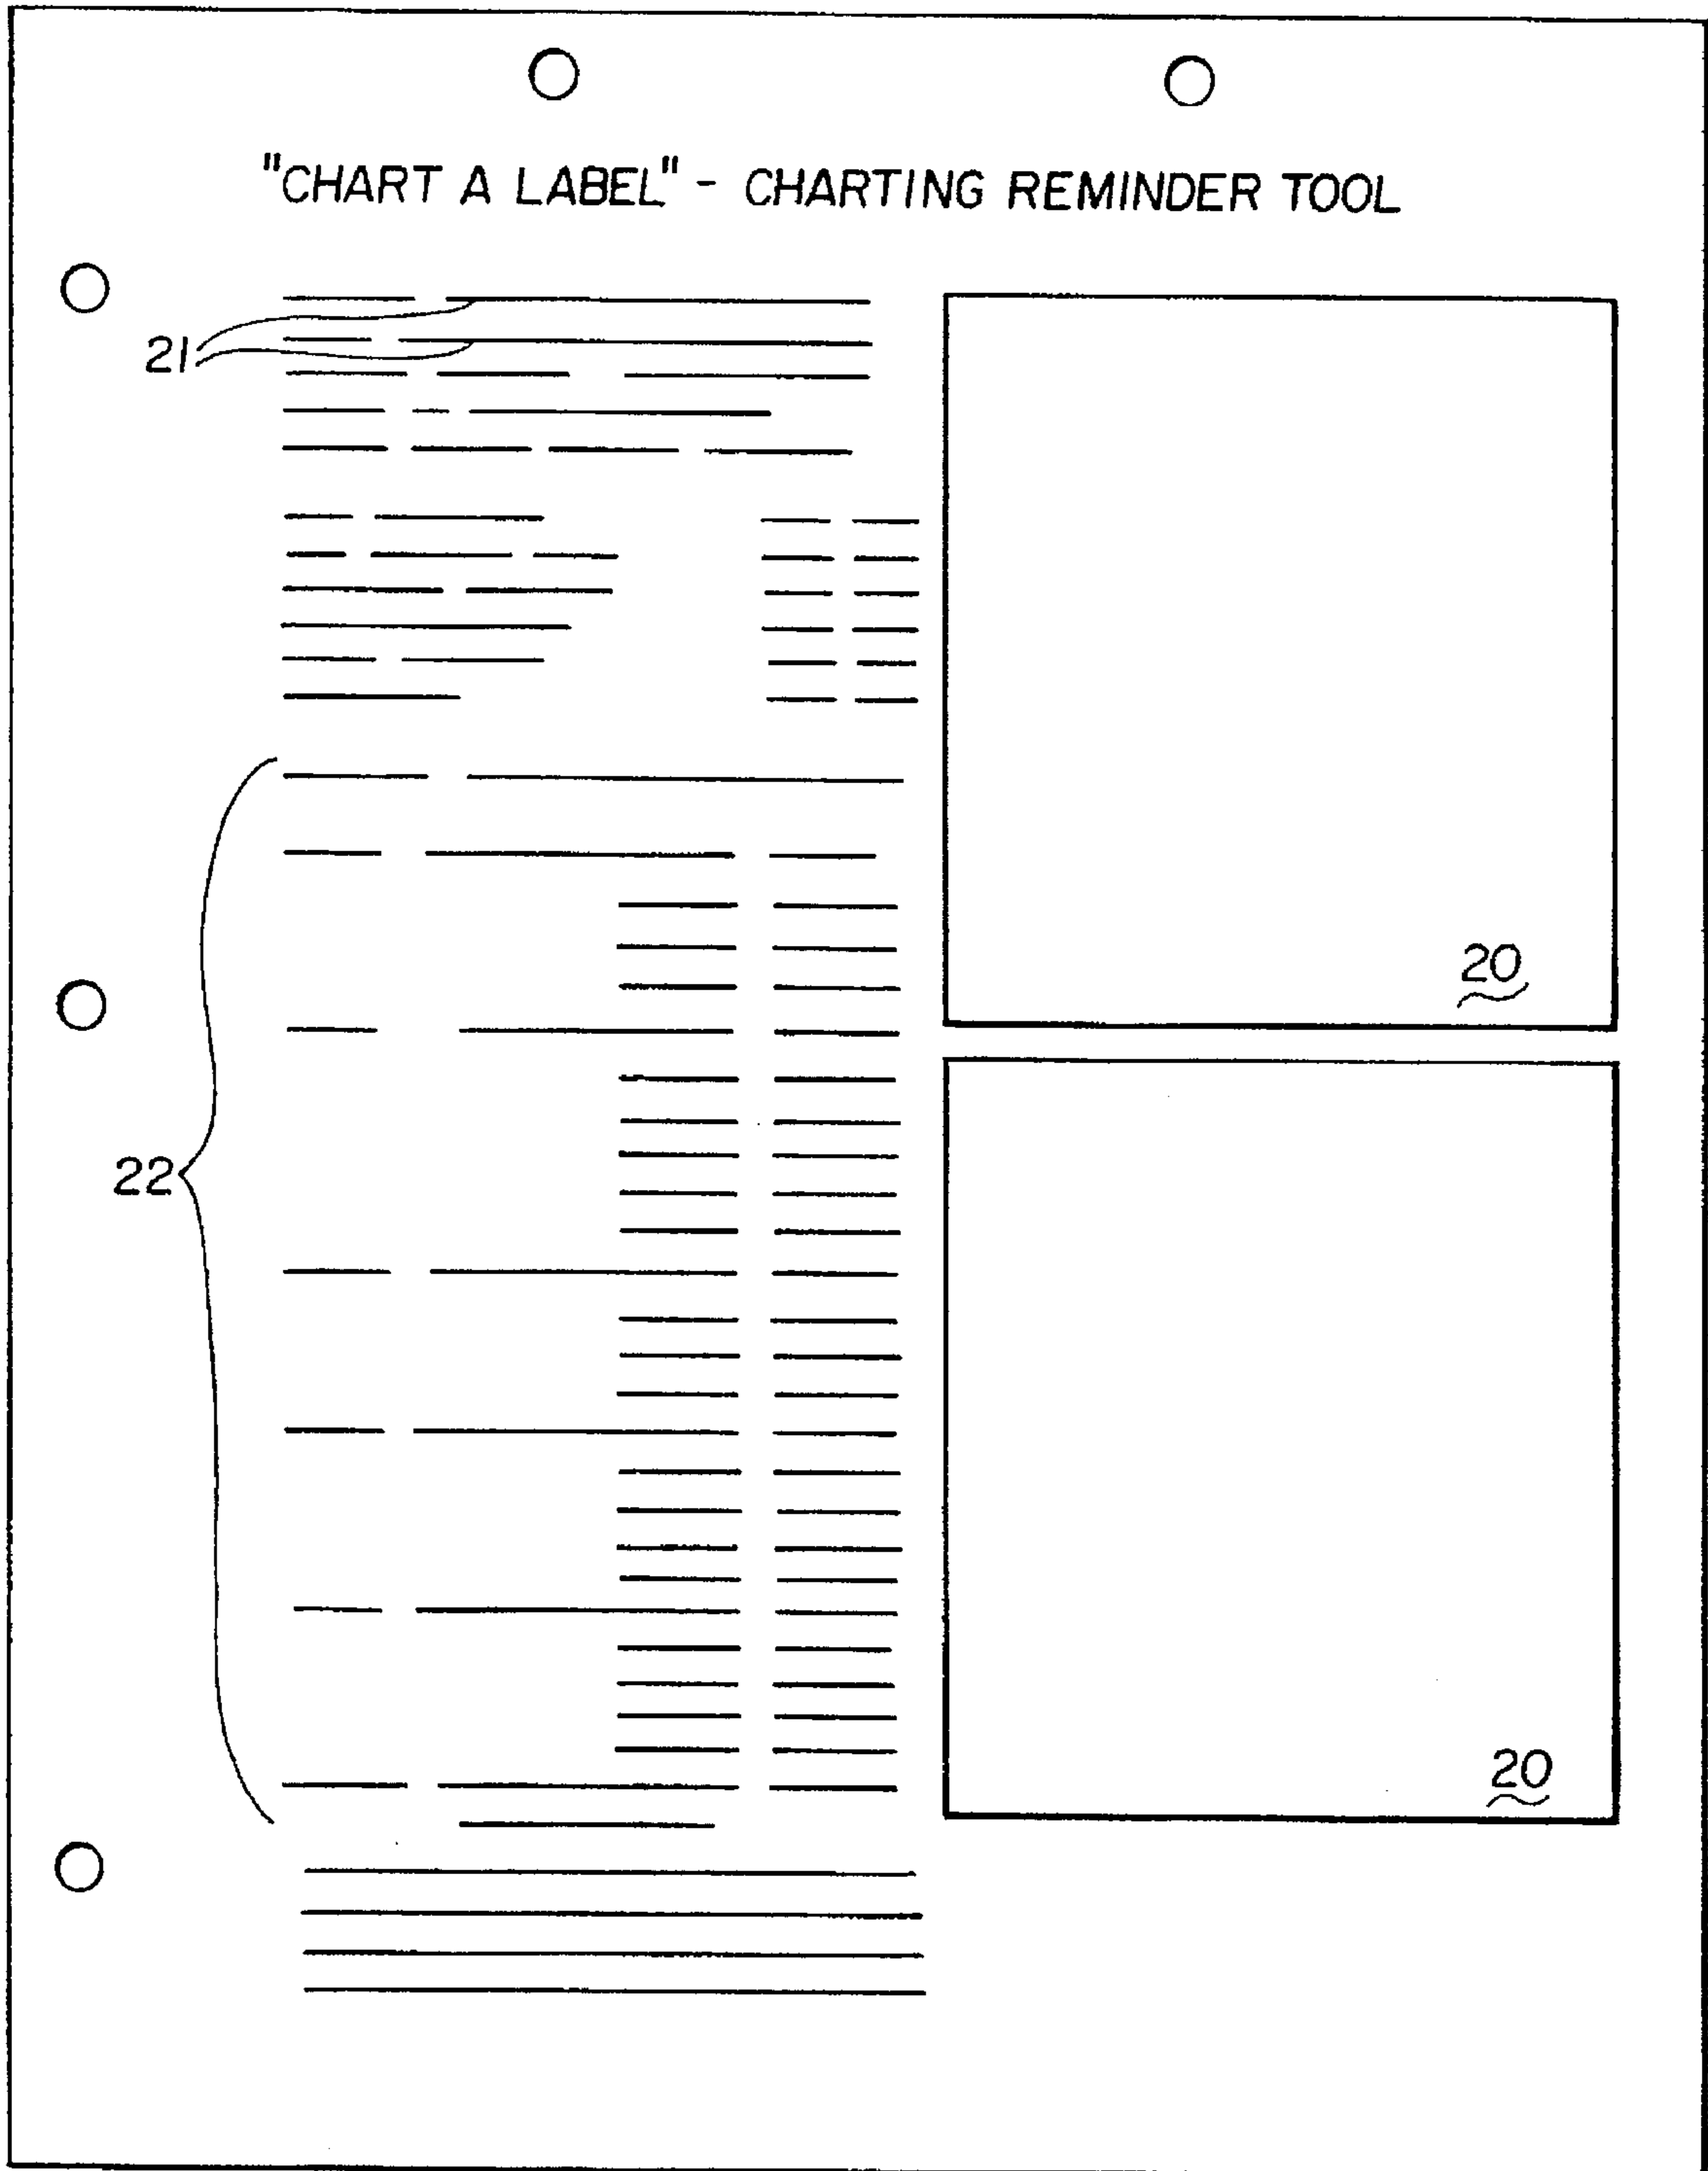 "CHART A LABEL" - CHARTING REMINDER TOOL
21
20
22
20